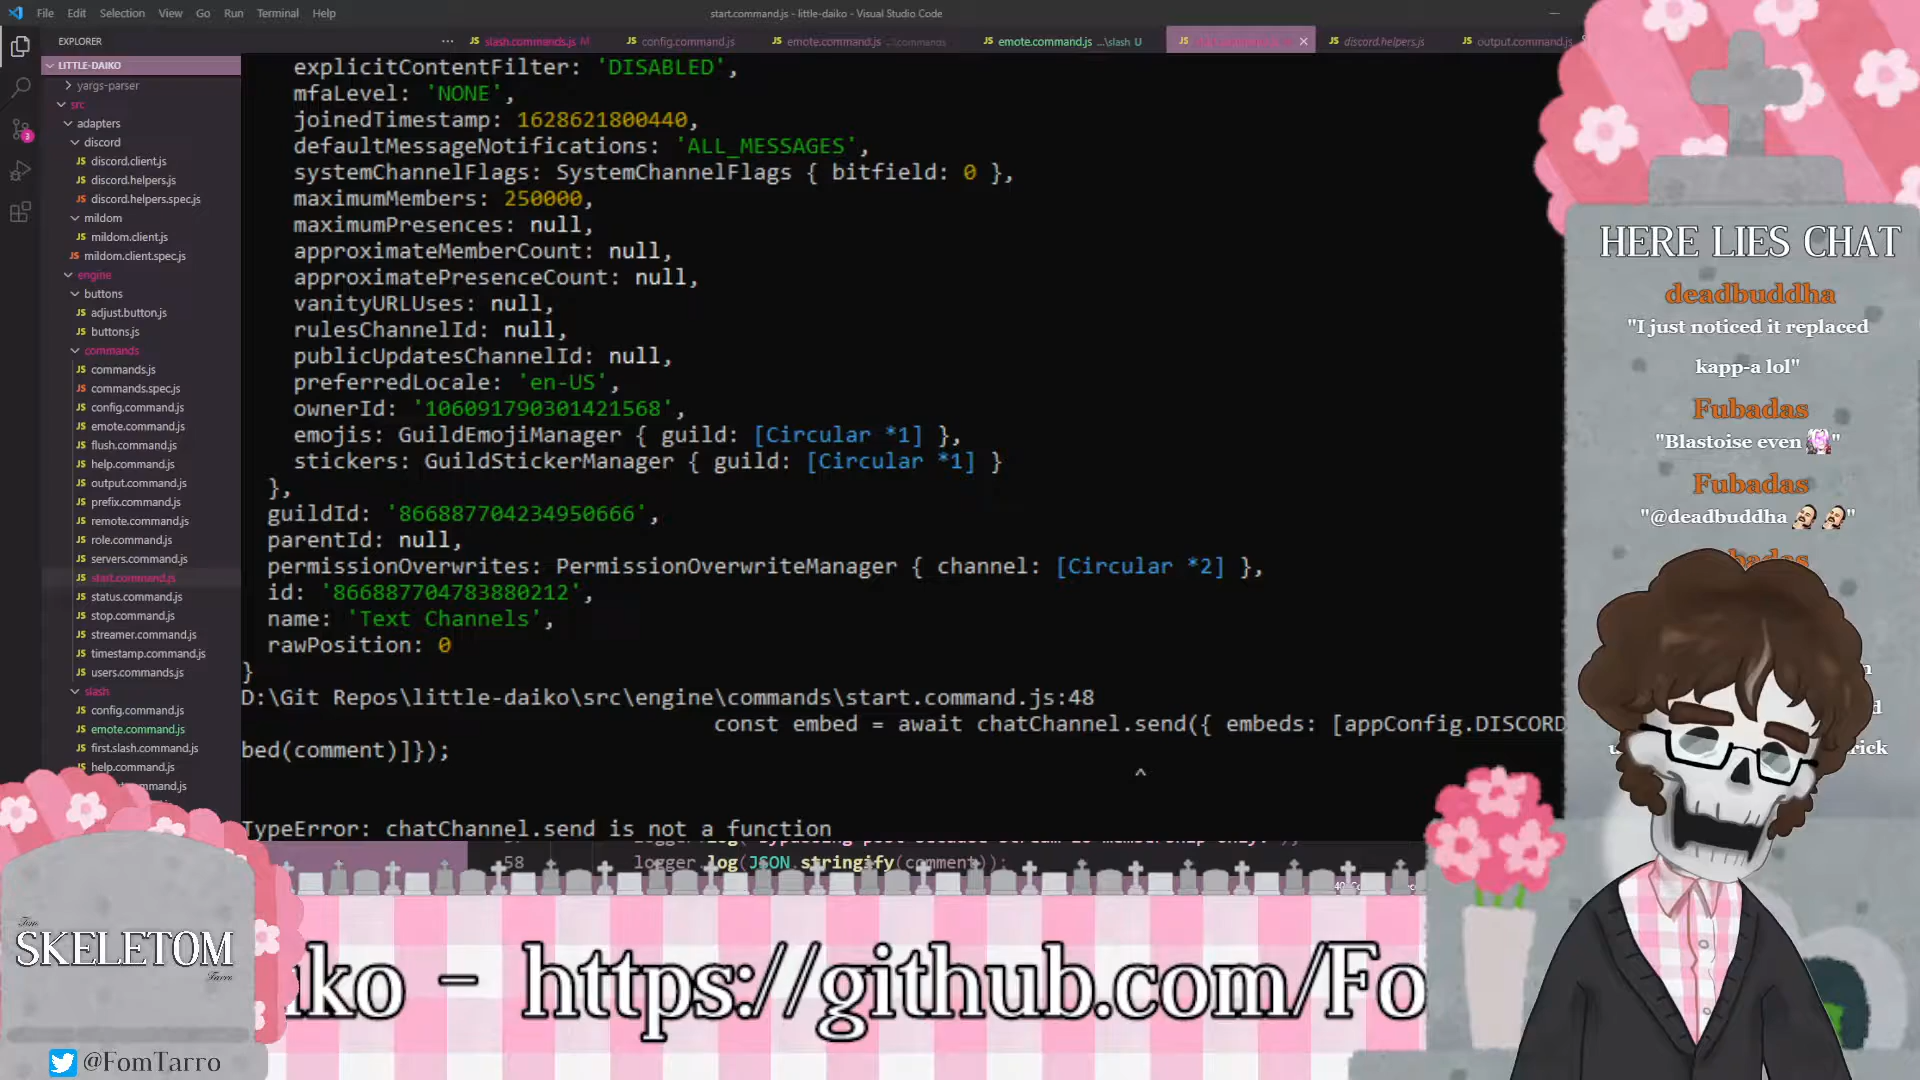 File Edit Selection View Go Run Terminal Help
start.command.js - little-daiko - Visual Studio Code
EXPLORER
slash.commands.js M
config.command.js
emote.command.js ...\commands
emote.command.js ...\slash U
discord.helpers.js
output.command.js
LITTLE-DAIKO
yargs-parser
src
adapters
discord
discord.client.js
discord.helpers.js
discord.helpers.spec.js
mildom
mildom.client.js
mildom.client.spec.js
engine
buttons
adjust.button.js
buttons.js
commands
commands.js
commands.spec.js
config.command.js
emote.command.js
flush.command.js
help.command.js
output.command.js
prefix.command.js
remote.command.js
role.command.js
servers.command.js
start.command.js
status.command.js
stop.command.js
streamer.command.js
timestamp.command.js
users.commands.js
slash
config.command.js
emote.command.js
first.slash.command.js
help.command.js
3
explicitContentFilter: 'DISABLED',
mfaLevel: 'NONE',
joinedTimestamp: 1628621800440,
defaultMessageNotifications: 'ALL_MESSAGES',
systemChannelFlags: SystemChannelFlags { bitfield: 0 },
maximumMembers: 250000,
maximumPresences: null,
approximateMemberCount: null,
approximatePresenceCount: null,
vanityURLUses: null,
rulesChannelId: null,
publicUpdatesChannelId: null,
preferredLocale: 'en-US',
ownerId: '106091790301421568',
emojis: GuildEmojiManager { guild: [Circular *1] },
stickers: GuildStickerManager { guild: [Circular *1] }
},
guildId: '866887704234950666',
parentId: null,
permissionOverwrites: PermissionOverwriteManager { channel: [Circular *2] },
id: '866887704783880212',
name: 'Text Channels',
rawPosition: 0
}
D:\Git Repos\little-daiko\src\engine\commands\start.command.js:48
const embed = await chatChannel.send({ embeds: [appConfig.DISCORD
bed(comment)]});
^
TypeError: chatChannel.send is not a function
58 logger.log(JSON.stringify(comment));
HERE LIES CHAT
deadbuddha
"I just noticed it replaced
kapp-a lol"
Fubadas
"Blastoise even "
Fubadas
"@deadbuddha "
Tom
SKELETOM
Tarro
@FomTarro
iko - https://github.com/Fo